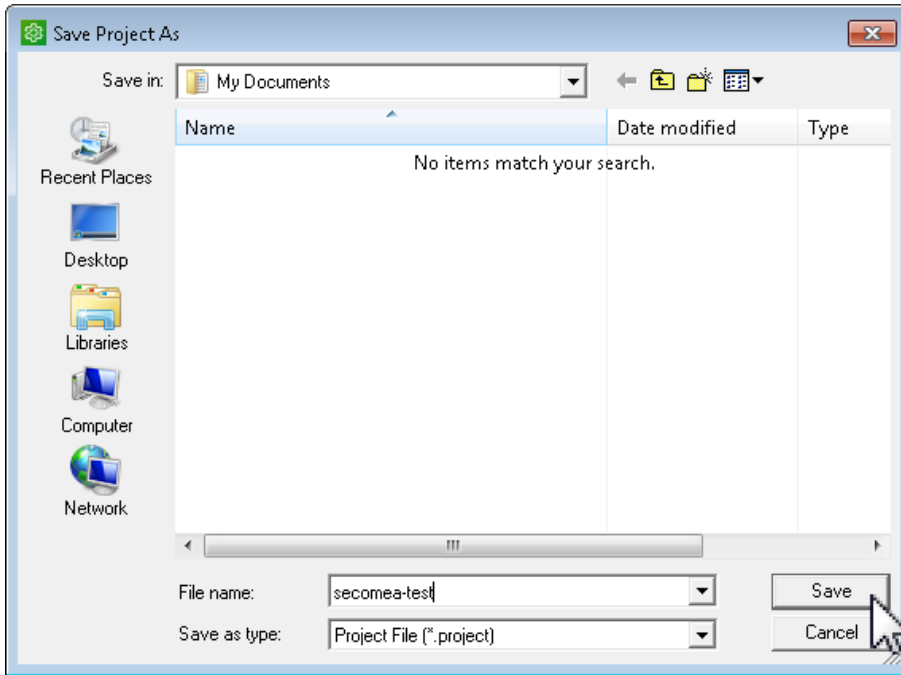 Save Project As
Save in: My Documents
Name Date modified Type
No items match your search.
Recent Places
Desktop
Libraries
Computer
Network
File name: secomea-test Save
Save as type: Project File (*.project) Cancel